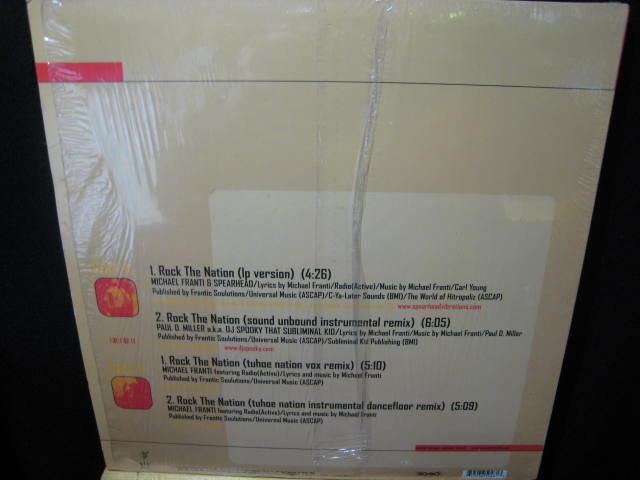 1. Rock The Nation (lp version) (4:26)
MICHAEL FRANTI & SPEARHEAD/Lyrics by Michael Franti/Radio(Active)/Music by Michael Franti/Carl Young
Published by Frantic Soulutions/Universal Music (ASCAP)/C-Ya-Later Sounds (BMI)/The World of Hitropolis (ASCAP)
www.spearheadvibrations.com
2. Rock The Nation (sound unbound instrumental remix) (6:05)
PAUL D. MILLER a.k.a. DJ SPOOKY THAT SUBLIMINAL KID/Lyrics by Michael Franti/Music by Michael Franti/Paul D. Miller
Published by Frantic Soulutions/Universal Music (ASCAP)/Subliminal Kid Publishing (BMI)
www.djspooky.com
1. Rock The Nation (tuhoe nation vox remix) (5:10)
MICHAEL FRANTI featuring Radio(Active)/Lyrics and music by Michael Franti
Published by Frantic Soulutions/Universal Music (ASCAP)
2. Rock The Nation (tuhoe nation instrumental dancefloor remix) (5:09)
MICHAEL FRANTI featuring Radio(Active)/Lyrics and music by Michael Franti
Published by Frantic Soulutions/Universal Music (ASCAP)